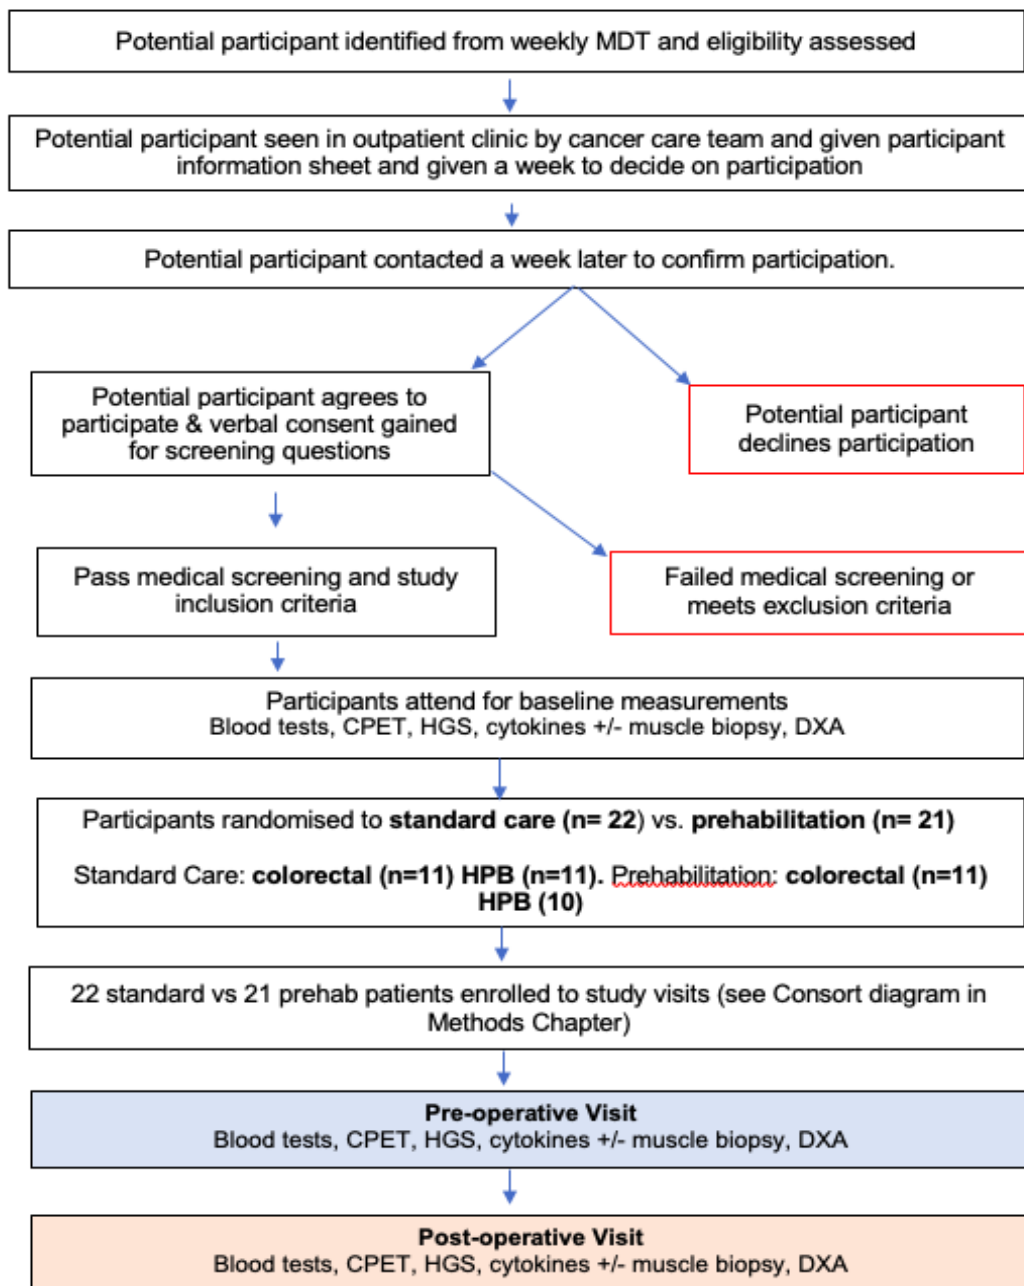 Potential participant identified from weekly MDT and eligibility assessed
Potential participant seen in outpatient clinic by cancer care team and given participant
information sheet and given a week to decide on participation
Potential participant contacted a week later to confirm participation.
Potential participant agrees to
participate & verbal consent gained
for screening questions
Potential participant
declines participation
Pass medical screening and study
inclusion criteria
Failed medical screening or
meets exclusion criteria
Participants attend for baseline measurements
Blood tests, CPET, HGS, cytokines +/- muscle biopsy, DXA
Participants randomised to standard care (n= 22) vs. prehabilitation (n= 21)
Standard Care: colorectal (n=11) HPB (n=11). Prehabilitation: colorectal (n=11)
HPB (10)
22 standard vs 21 prehab patients enrolled to study visits (see Consort diagram in
Methods Chapter)
Pre-operative Visit
Blood tests, CPET, HGS, cytokines +/- muscle biopsy, DXA
Post-operative Visit
Blood tests, CPET, HGS, cytokines +/- muscle biopsy, DXA